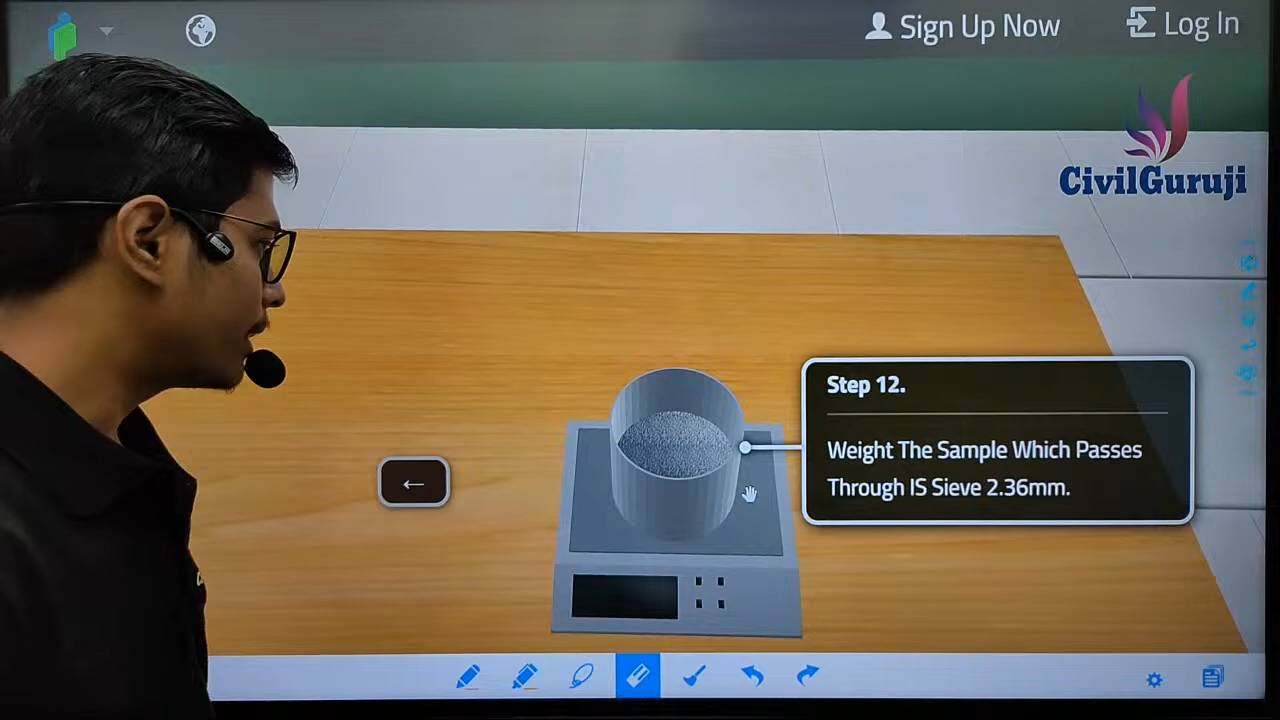 Sign Up Now
Log In
CivilGuruji
Step 12.
Weight The Sample Which Passes
Through IS Sieve 2.36mm.
←